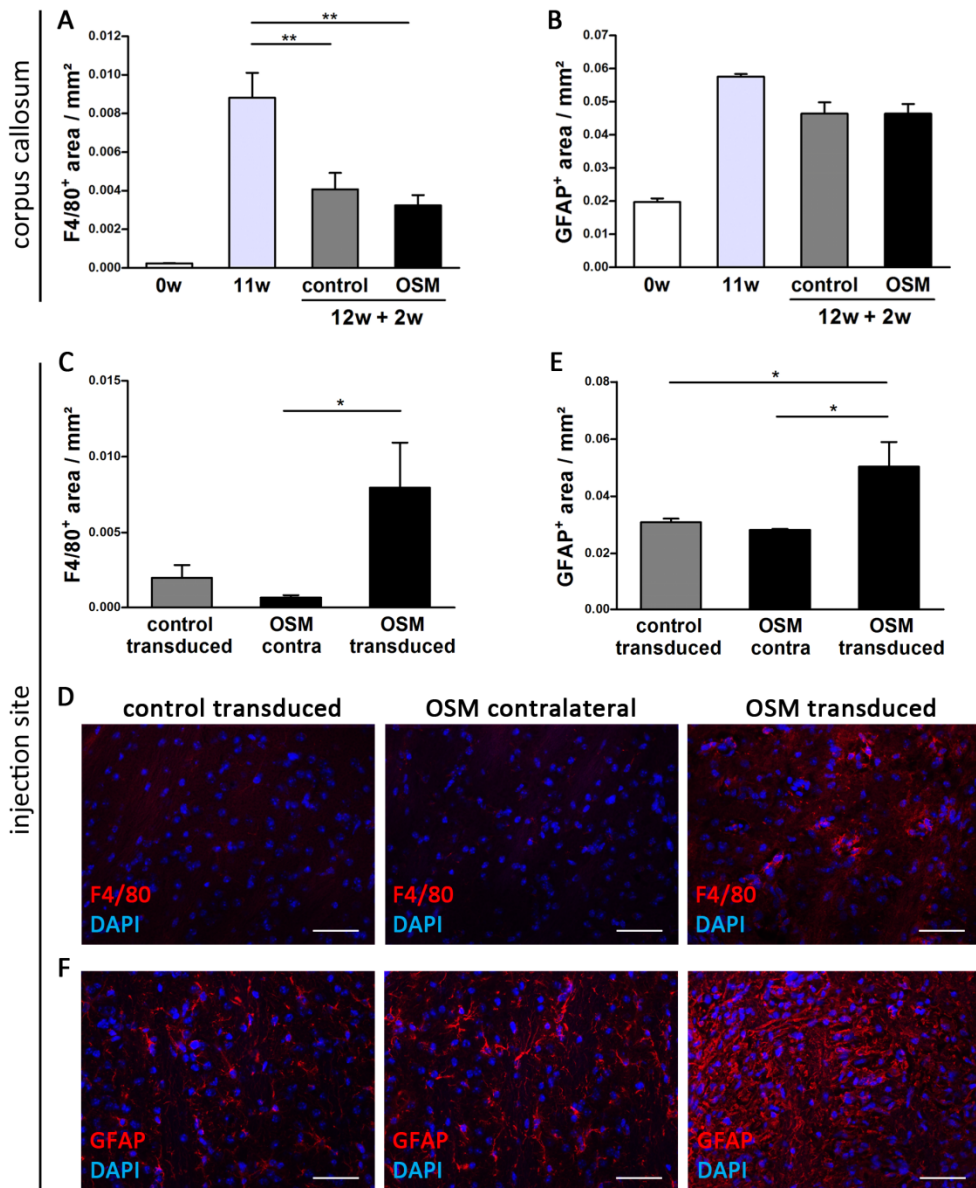 corpus callosum
A
F4/80⁺ area / mm²
0.012
0.010
0.008
0.006
0.004
0.002
0.000
**
**
0w 11w control OSM
12w + 2w
B
GFAP⁺ area / mm²
0.07
0.06
0.05
0.04
0.03
0.02
0.01
0.00
0w 11w control OSM
12w + 2w
injection site
C
F4/80⁺ area / mm²
0.015
0.010
0.005
0.000
*
control transduced
OSM contra
OSM transduced
E
GFAP⁺ area / mm²
0.08
0.06
0.04
0.02
0.00
*
*
control transduced
OSM contra
OSM transduced
D
control transduced OSM contralateral OSM transduced
F4/80 F4/80 F4/80
DAPI DAPI DAPI
F
GFAP GFAP GFAP
DAPI DAPI DAPI